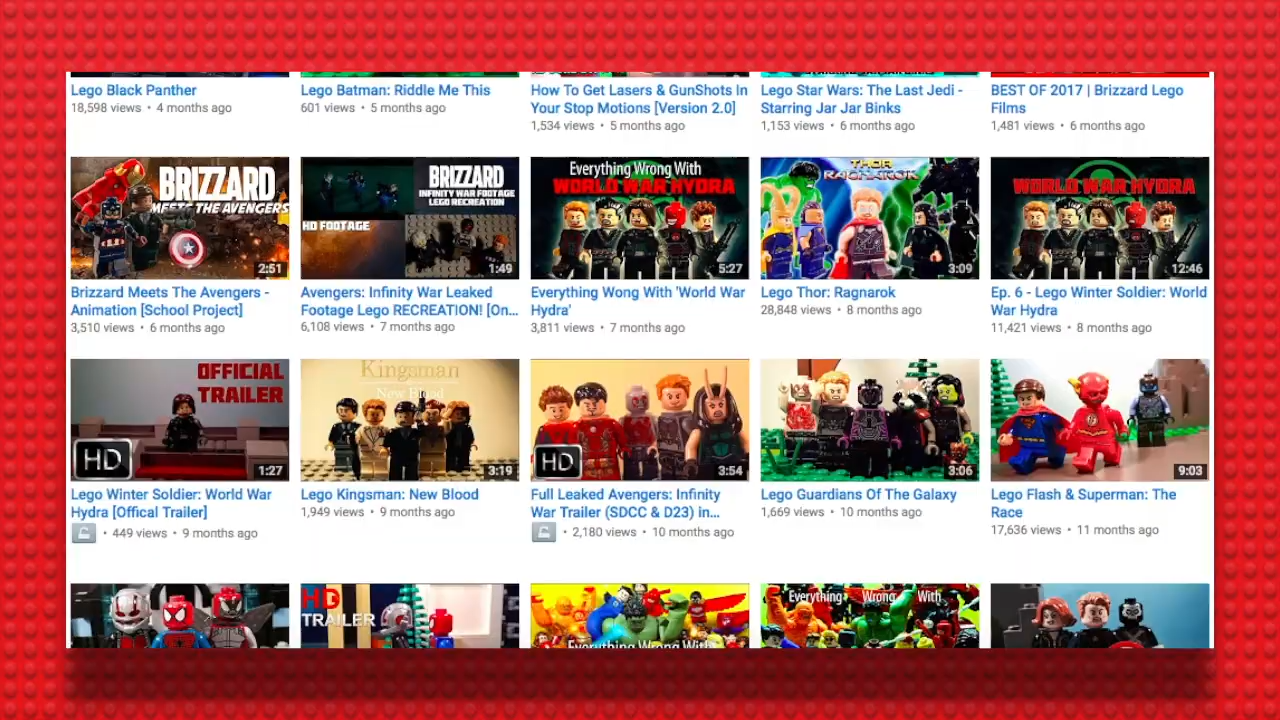 Lego Black Panther
18,598 views • 4 months ago
Lego Batman: Riddle Me This
601 views • 5 months ago
How To Get Lasers & GunShots In
Your Stop Motions [Version 2.0]
1,534 views • 5 months ago
Lego Star Wars: The Last Jedi -
Starring Jar Jar Binks
1,153 views • 6 months ago
BEST OF 2017 | Brizzard Lego
Films
1,481 views • 6 months ago
BRIZZARD
MEETS THE AVENGERS
2:51
Brizzard Meets The Avengers -
Animation [School Project]
3,510 views • 6 months ago
BRIZZARD
INFINITY WAR FOOTAGE
LEGO RECREATION
HD FOOTAGE
1:49
Avengers: Infinity War Leaked
Footage Lego RECREATION! [On...
6,108 views • 7 months ago
Everything Wrong With
WORLD WAR HYDRA
5:27
Everything Wong With 'World War
Hydra'
3,811 views • 7 months ago
THOR
RAGNAROK
3:09
Lego Thor: Ragnarok
28,848 views • 8 months ago
WORLD WAR HYDRA
12:46
Ep. 6 - Lego Winter Soldier: World
War Hydra
11,421 views • 8 months ago
OFFICIAL
TRAILER
HD
1:27
Lego Winter Soldier: World War
Hydra [Offical Trailer]
• 449 views • 9 months ago
Kingsman
New Blood
3:19
Lego Kingsman: New Blood
1,949 views • 9 months ago
HD
3:54
Full Leaked Avengers: Infinity
War Trailer (SDCC & D23) in...
• 2,180 views • 10 months ago
3:06
Lego Guardians Of The Galaxy
1,669 views • 10 months ago
9:03
Lego Flash & Superman: The
Race
17,636 views • 11 months ago
HD
TRAILER
Everything Wrong With
Everything Wrong With